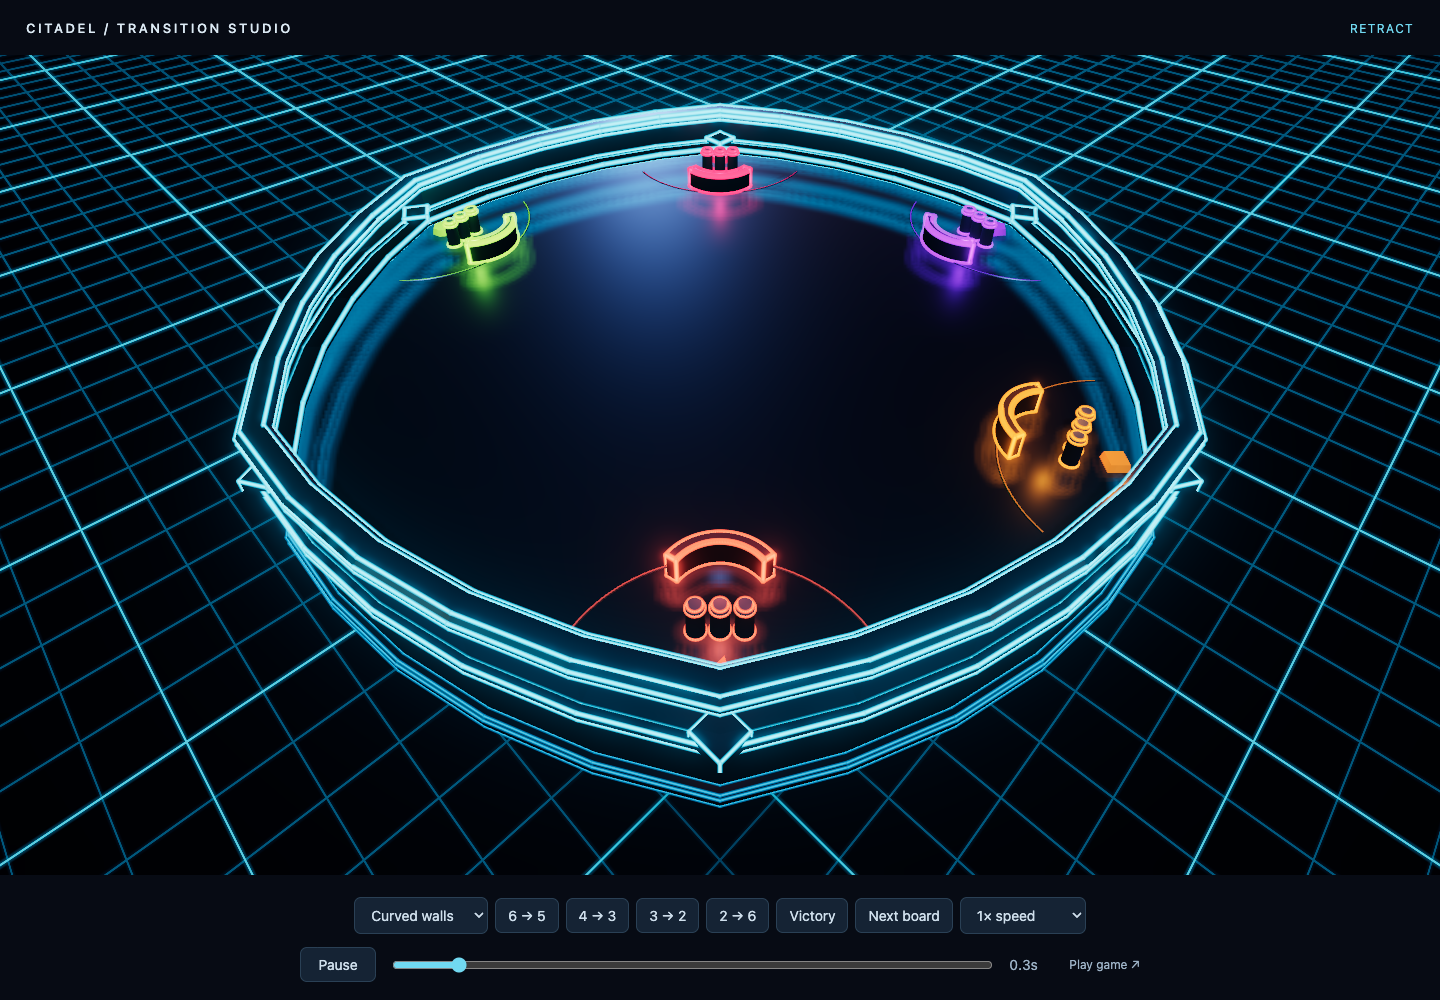 CITADEL / TRANSITION STUDIO
RETRACT
Curved walls 6 → 5 4 → 3 3 → 2 2 → 6 Victory Next board 1× speed
Pause 0.3s Play game ↗